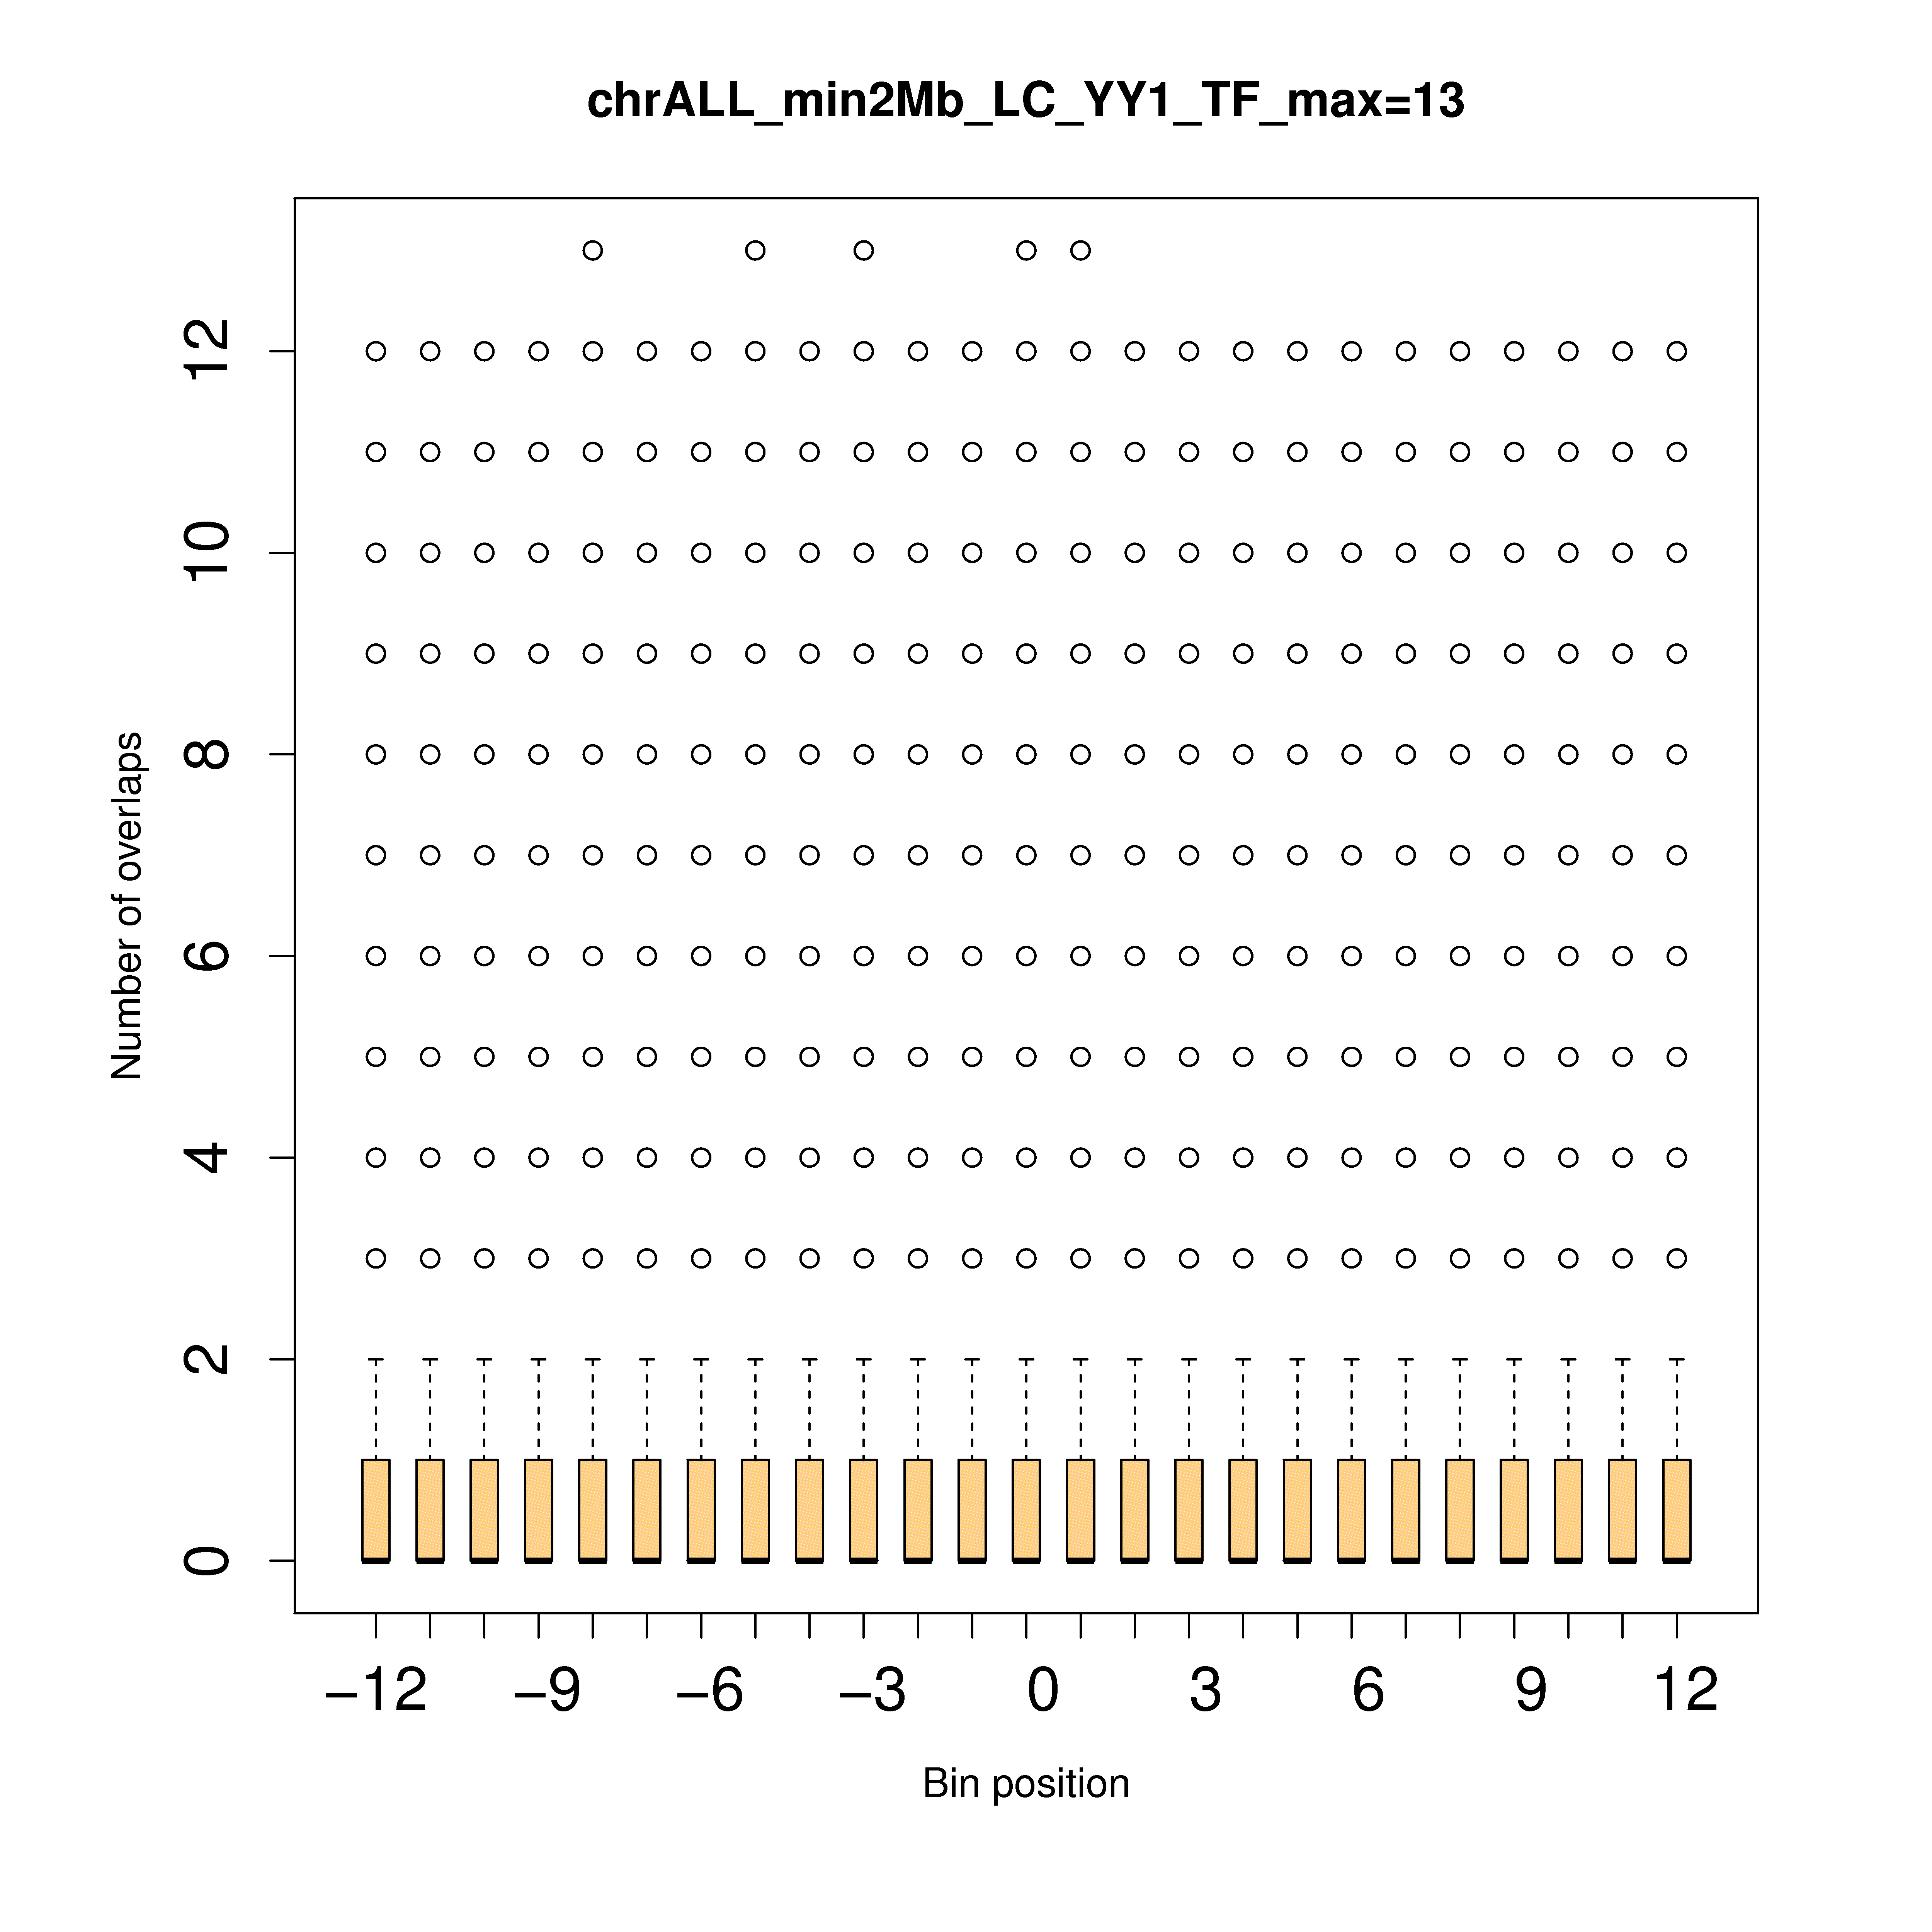 chrALL_min2Mb_LC_YY1_TF_max=13
Number of overlaps
12
10
8
6
4
2
0
−12 −9 −6 −3 0 3 6 9 12
Bin position